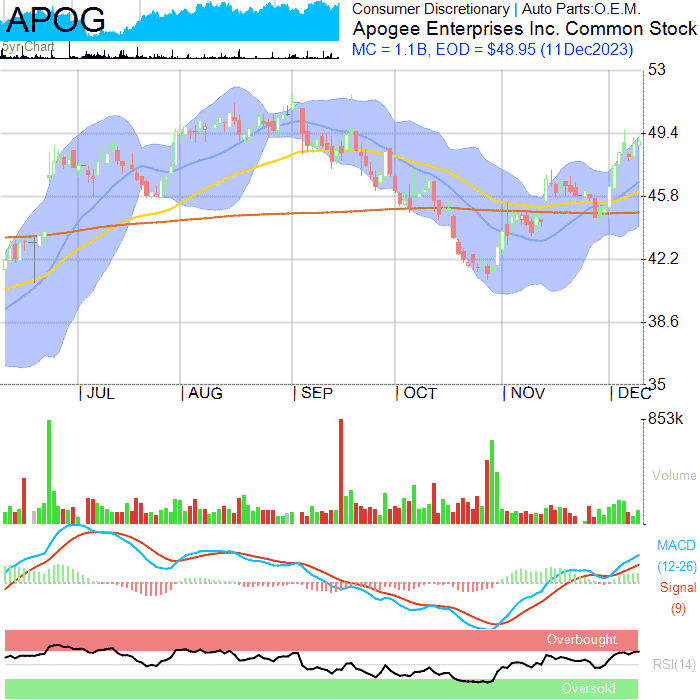 APOG
5yr Chart
Consumer Discretionary | Auto Parts:O.E.M.
Apogee Enterprises Inc. Common Stock
MC = 1.1B, EOD = $48.95 (11Dec2023)
53
49.4
45.8
42.2
38.6
35
JUL AUG SEP OCT NOV DEC
853k
Volume
MACD
(12-26)
Signal
(9)
Overbought
RSI(14)
Oversold